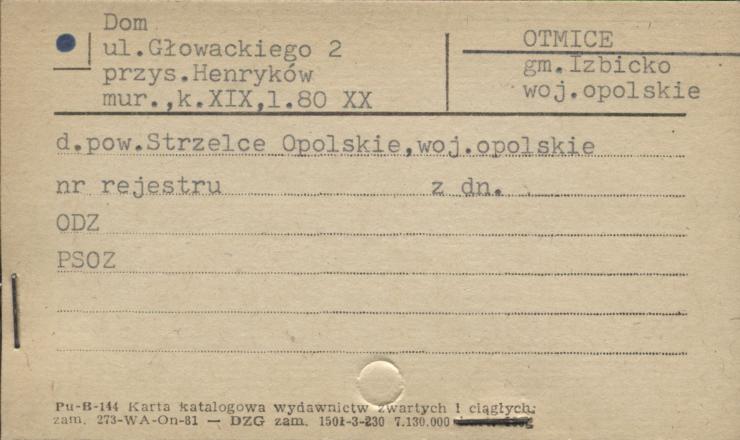 Dom
ul.Głowackiego 2
przys.Henryków
mur.,k.XIX,l.80 XX
OTMICE
gm.Izbicko
woj.opolskie
d.pow.Strzelce Opolskie,woj.opolskie
nr rejestru z dn.
ODZ
PSOZ
Pu-B-144 Karta katalogowa wydawnictw zwartych i ciągłych;
zam. 273-WA-On-81 — DZG zam. 1501-3-230 7.130.000